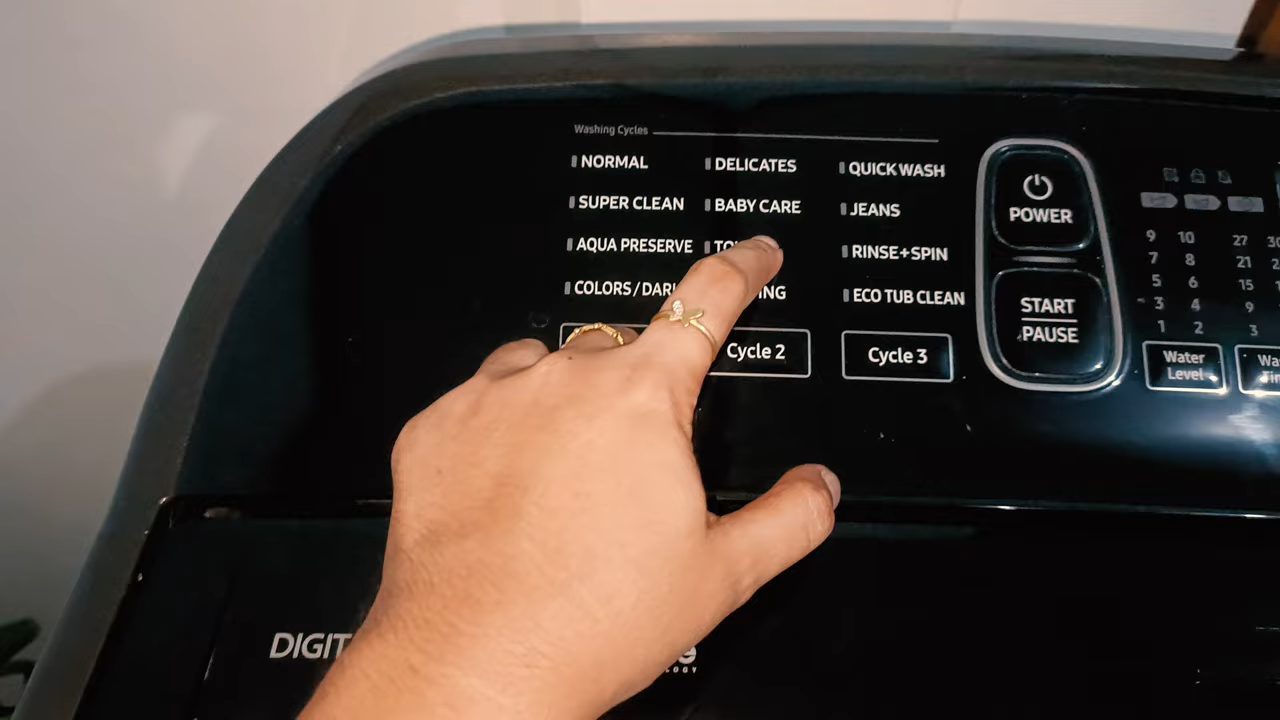 Washing Cycles
NORMAL DELICATES QUICK WASH
SUPER CLEAN BABY CARE JEANS
AQUA PRESERVE RINSE+SPIN
COLORS / ECO TUB CLEAN
Cycle 2 Cycle 3
POWER
START
PAUSE
9 10 27
7 8 21
5 6 15
3 4 9
1 2 3
Water
Level